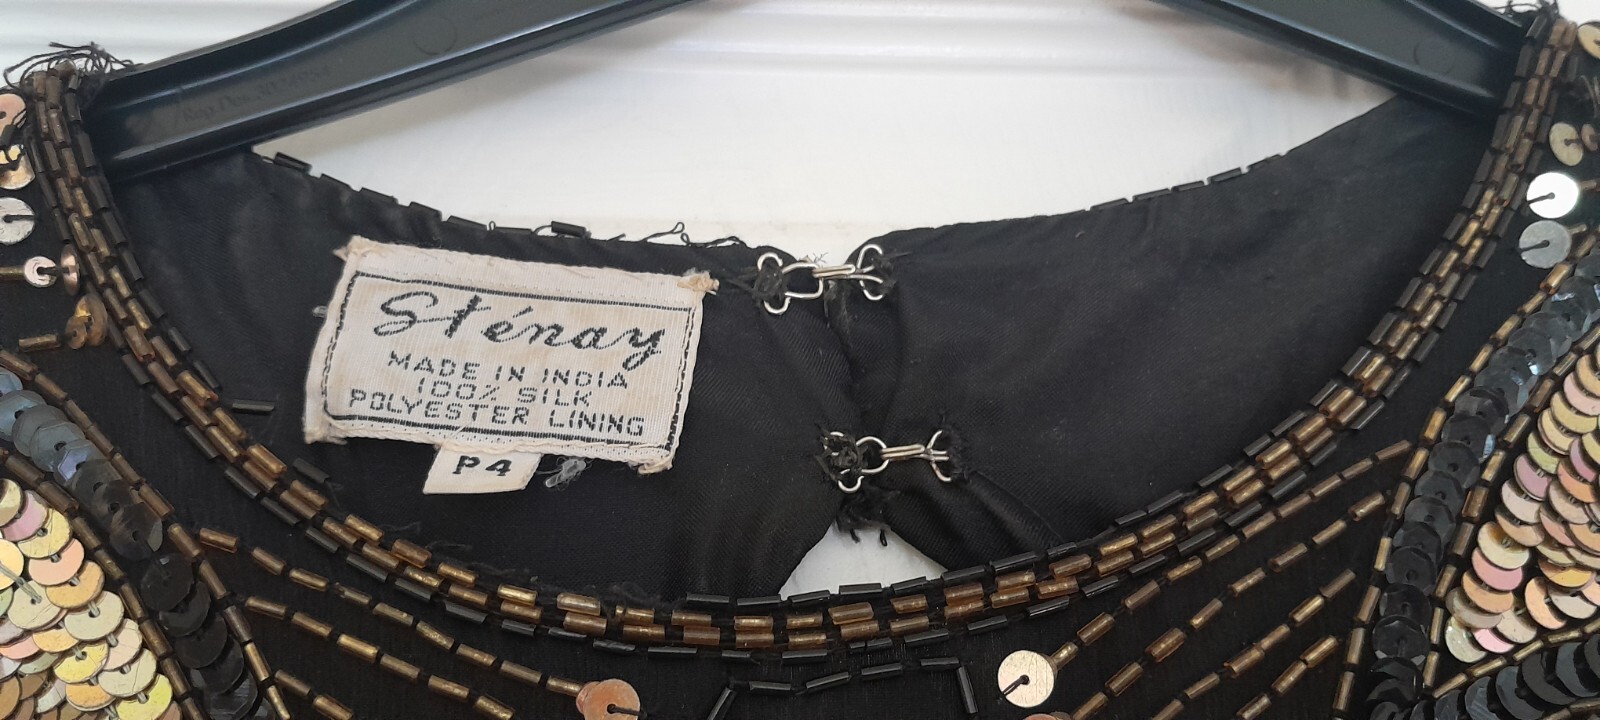 Sténay
MADE IN INDIA
100% SILK
POLYESTER LINING
P4